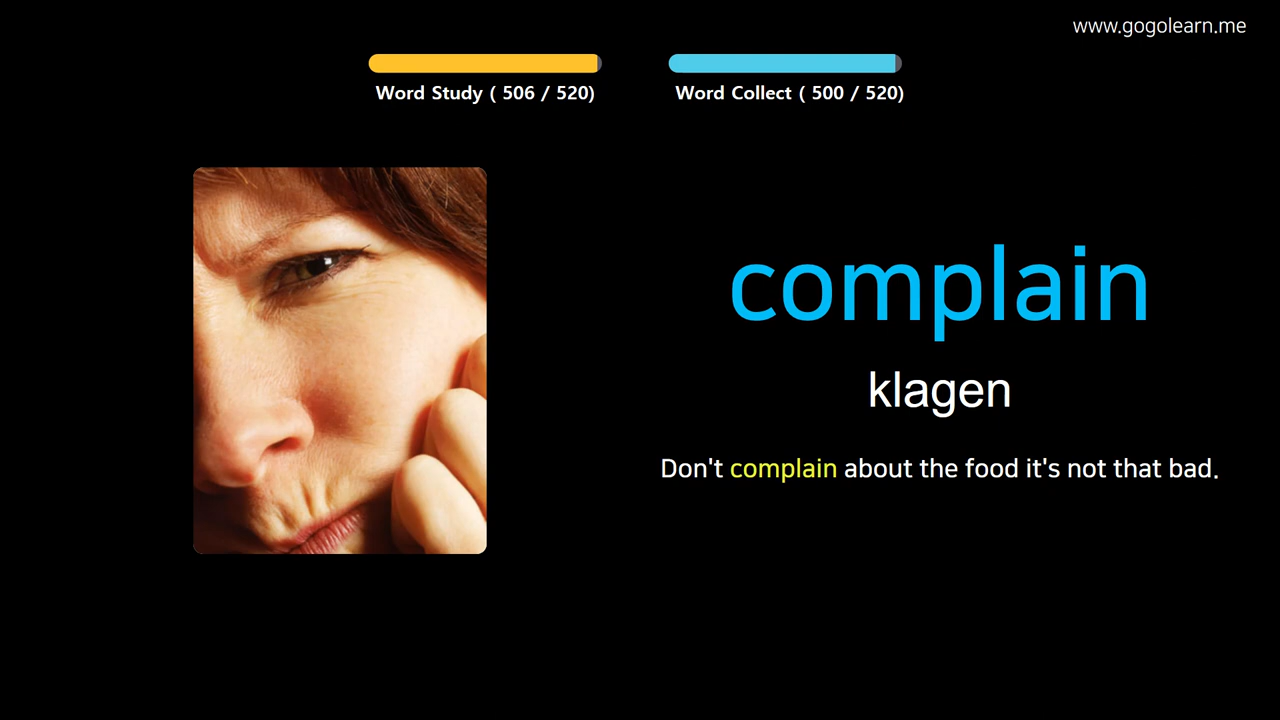 www.gogolearn.me
Word Study ( 506 / 520)
Word Collect ( 500 / 520)
complain
klagen
Don't complain about the food it's not that bad.